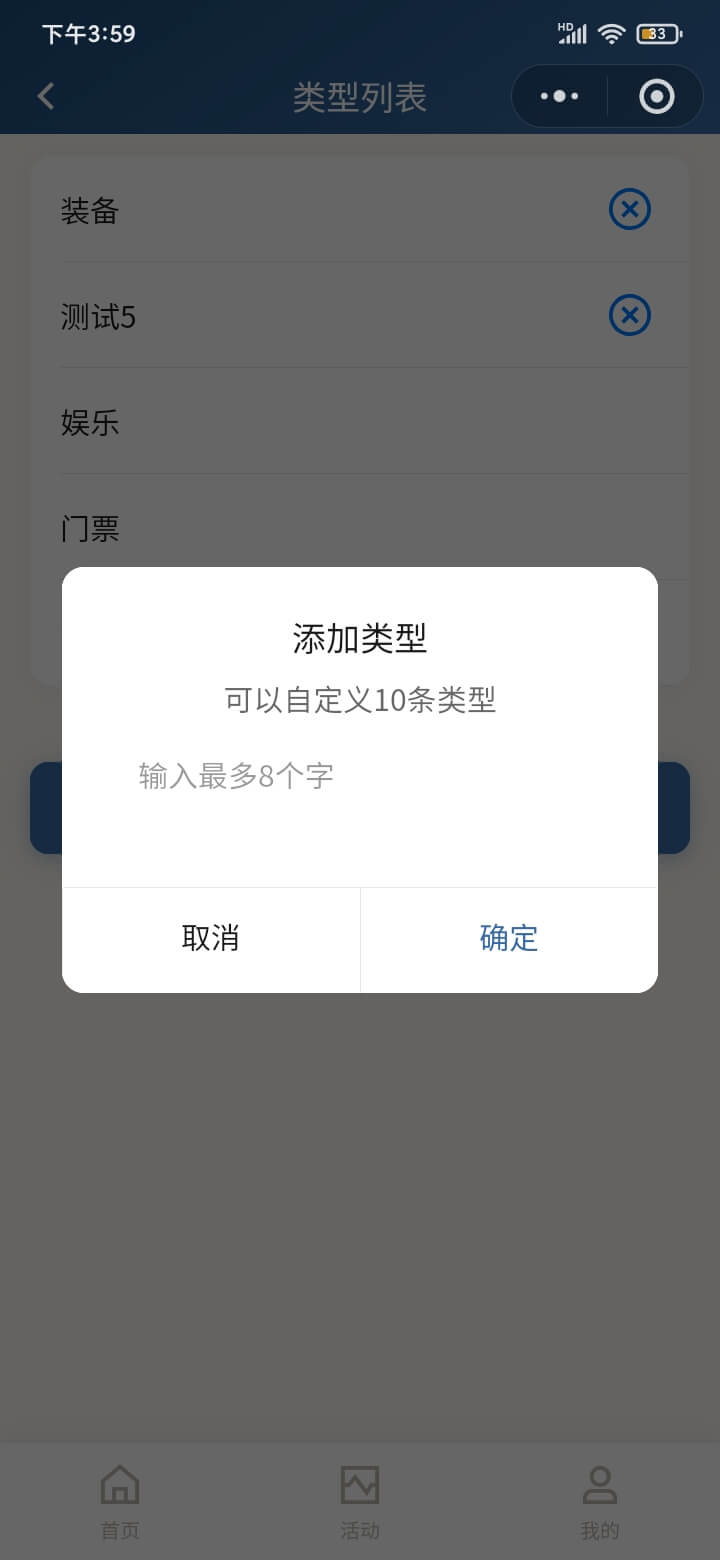 下午3:59
HD
33
类型列表
装备
测试5
娱乐
门票
添加类型
可以自定义10条类型
输入最多8个字
取消
确定
首页
活动
我的